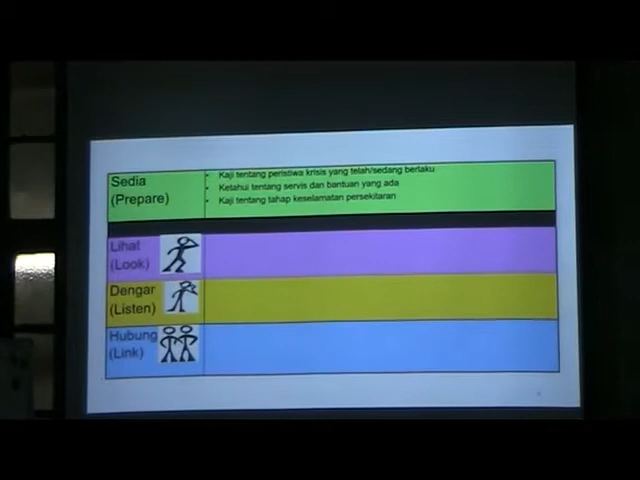 Sedia
(Prepare)
• Kaji tentang peristiwa krisis yang telah/sedang berlaku
• Ketahui tentang servis dan bantuan yang ada
• Kaji tentang tahap keselamatan persekitaran
Lihat
(Look)
Dengar
(Listen)
Hubung
(Link)